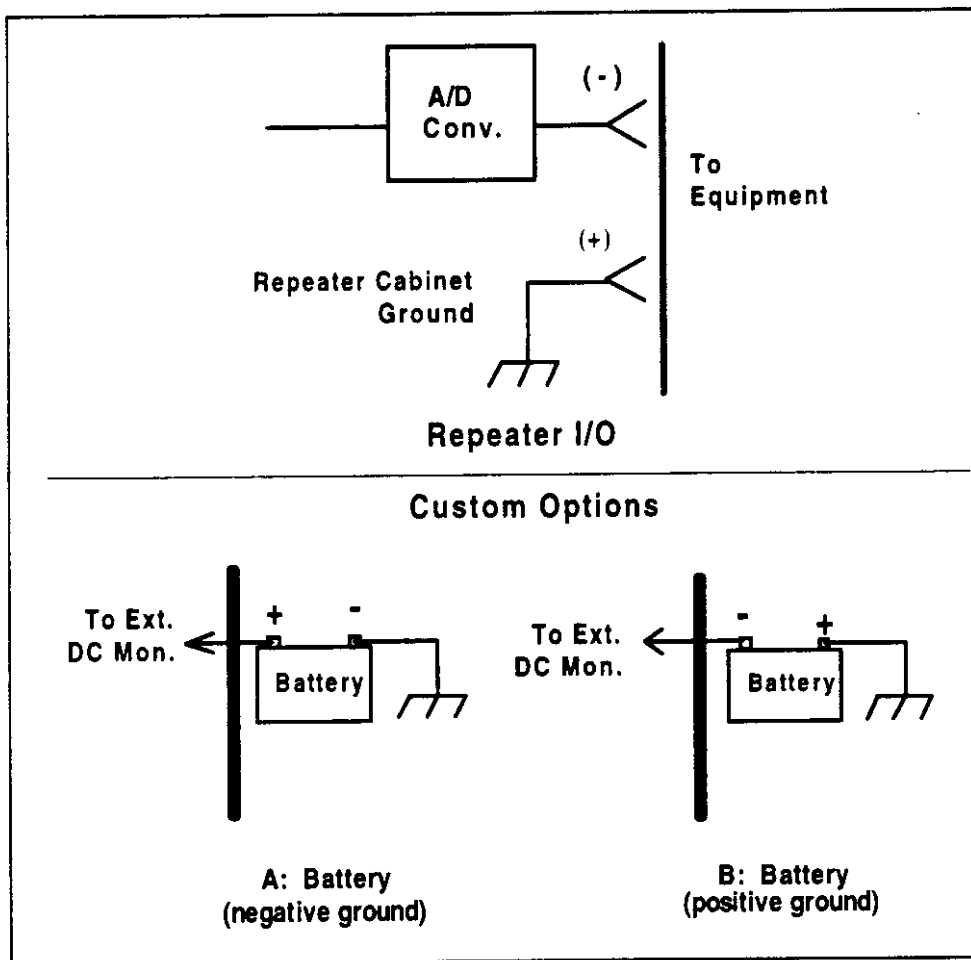 A/D
Conv.
(-)
To
Equipment
(+)
Repeater Cabinet
Ground
Repeater I/O
Custom Options
To Ext.
DC Mon.
+
-
Battery
A: Battery
(negative ground)
To Ext.
DC Mon.
-
+
Battery
B: Battery
(positive ground)